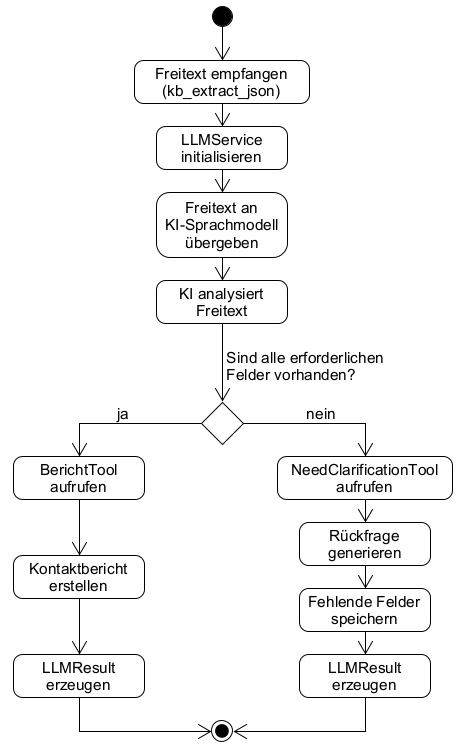 Freitext empfangen
(kb_extract_json)
LLMService
initialisieren
Freitext an
KI-Sprachmodell
übergeben
KI analysiert
Freitext
Sind alle erforderlichen
Felder vorhanden?
ja
nein
BerichtTool
aufrufen
NeedClarificationTool
aufrufen
Rückfrage
generieren
Kontaktbericht
erstellen
Fehlende Felder
speichern
LLMResult
erzeugen
LLMResult
erzeugen